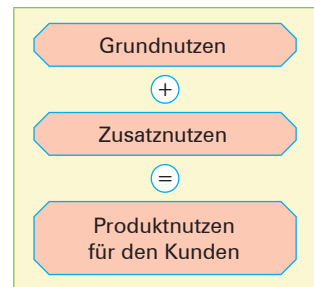 Grundnutzen
+
Zusatznutzen
=
Produktnutzen
für den Kunden